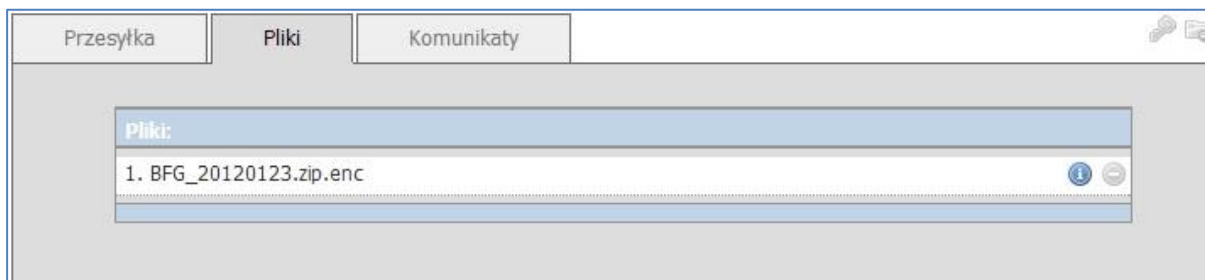 Przesyłka
Pliki
Komunikaty
Pliki:
1. BFG_20120123.zip.enc